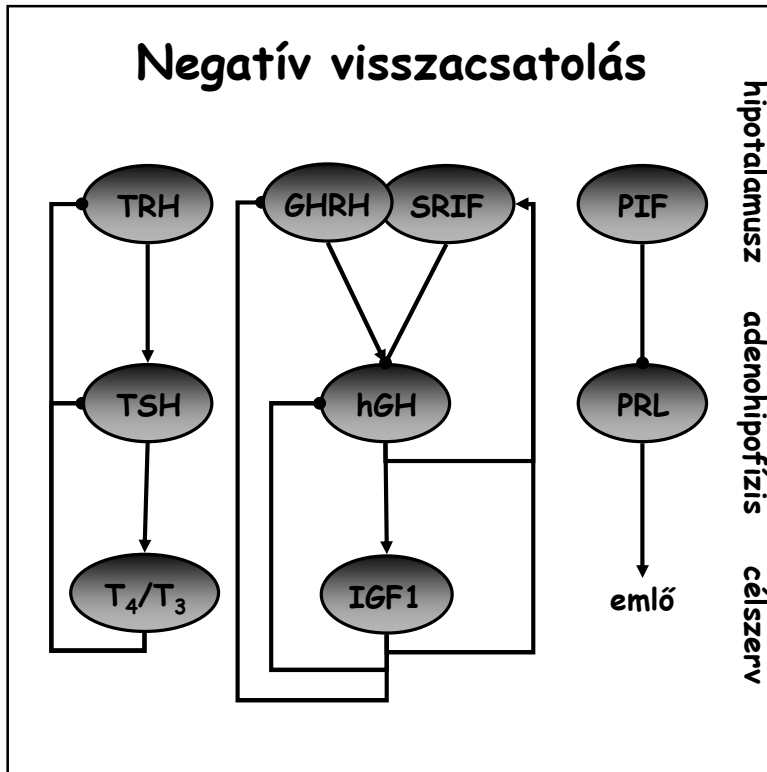 Negatív visszacsatolás
TRH
GHRH
SRIF
PIF
hipotalamusz
TSH
hGH
PRL
adenohipofízis
T₄/T₃
IGF1
emlő
célszerv